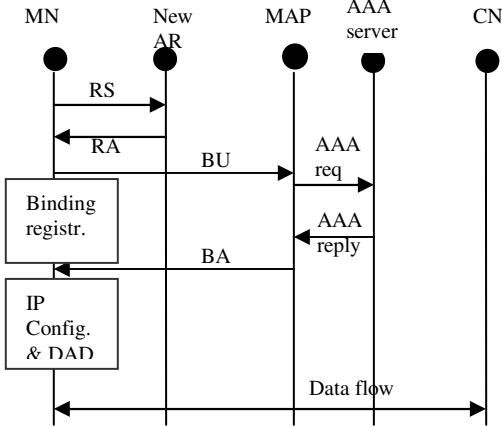 MN
New
AR
MAP
AAA
server
CN
RS
RA
BU
AAA
req
Binding
registr.
AAA
reply
BA
IP
Config.
& DAD
Data flow